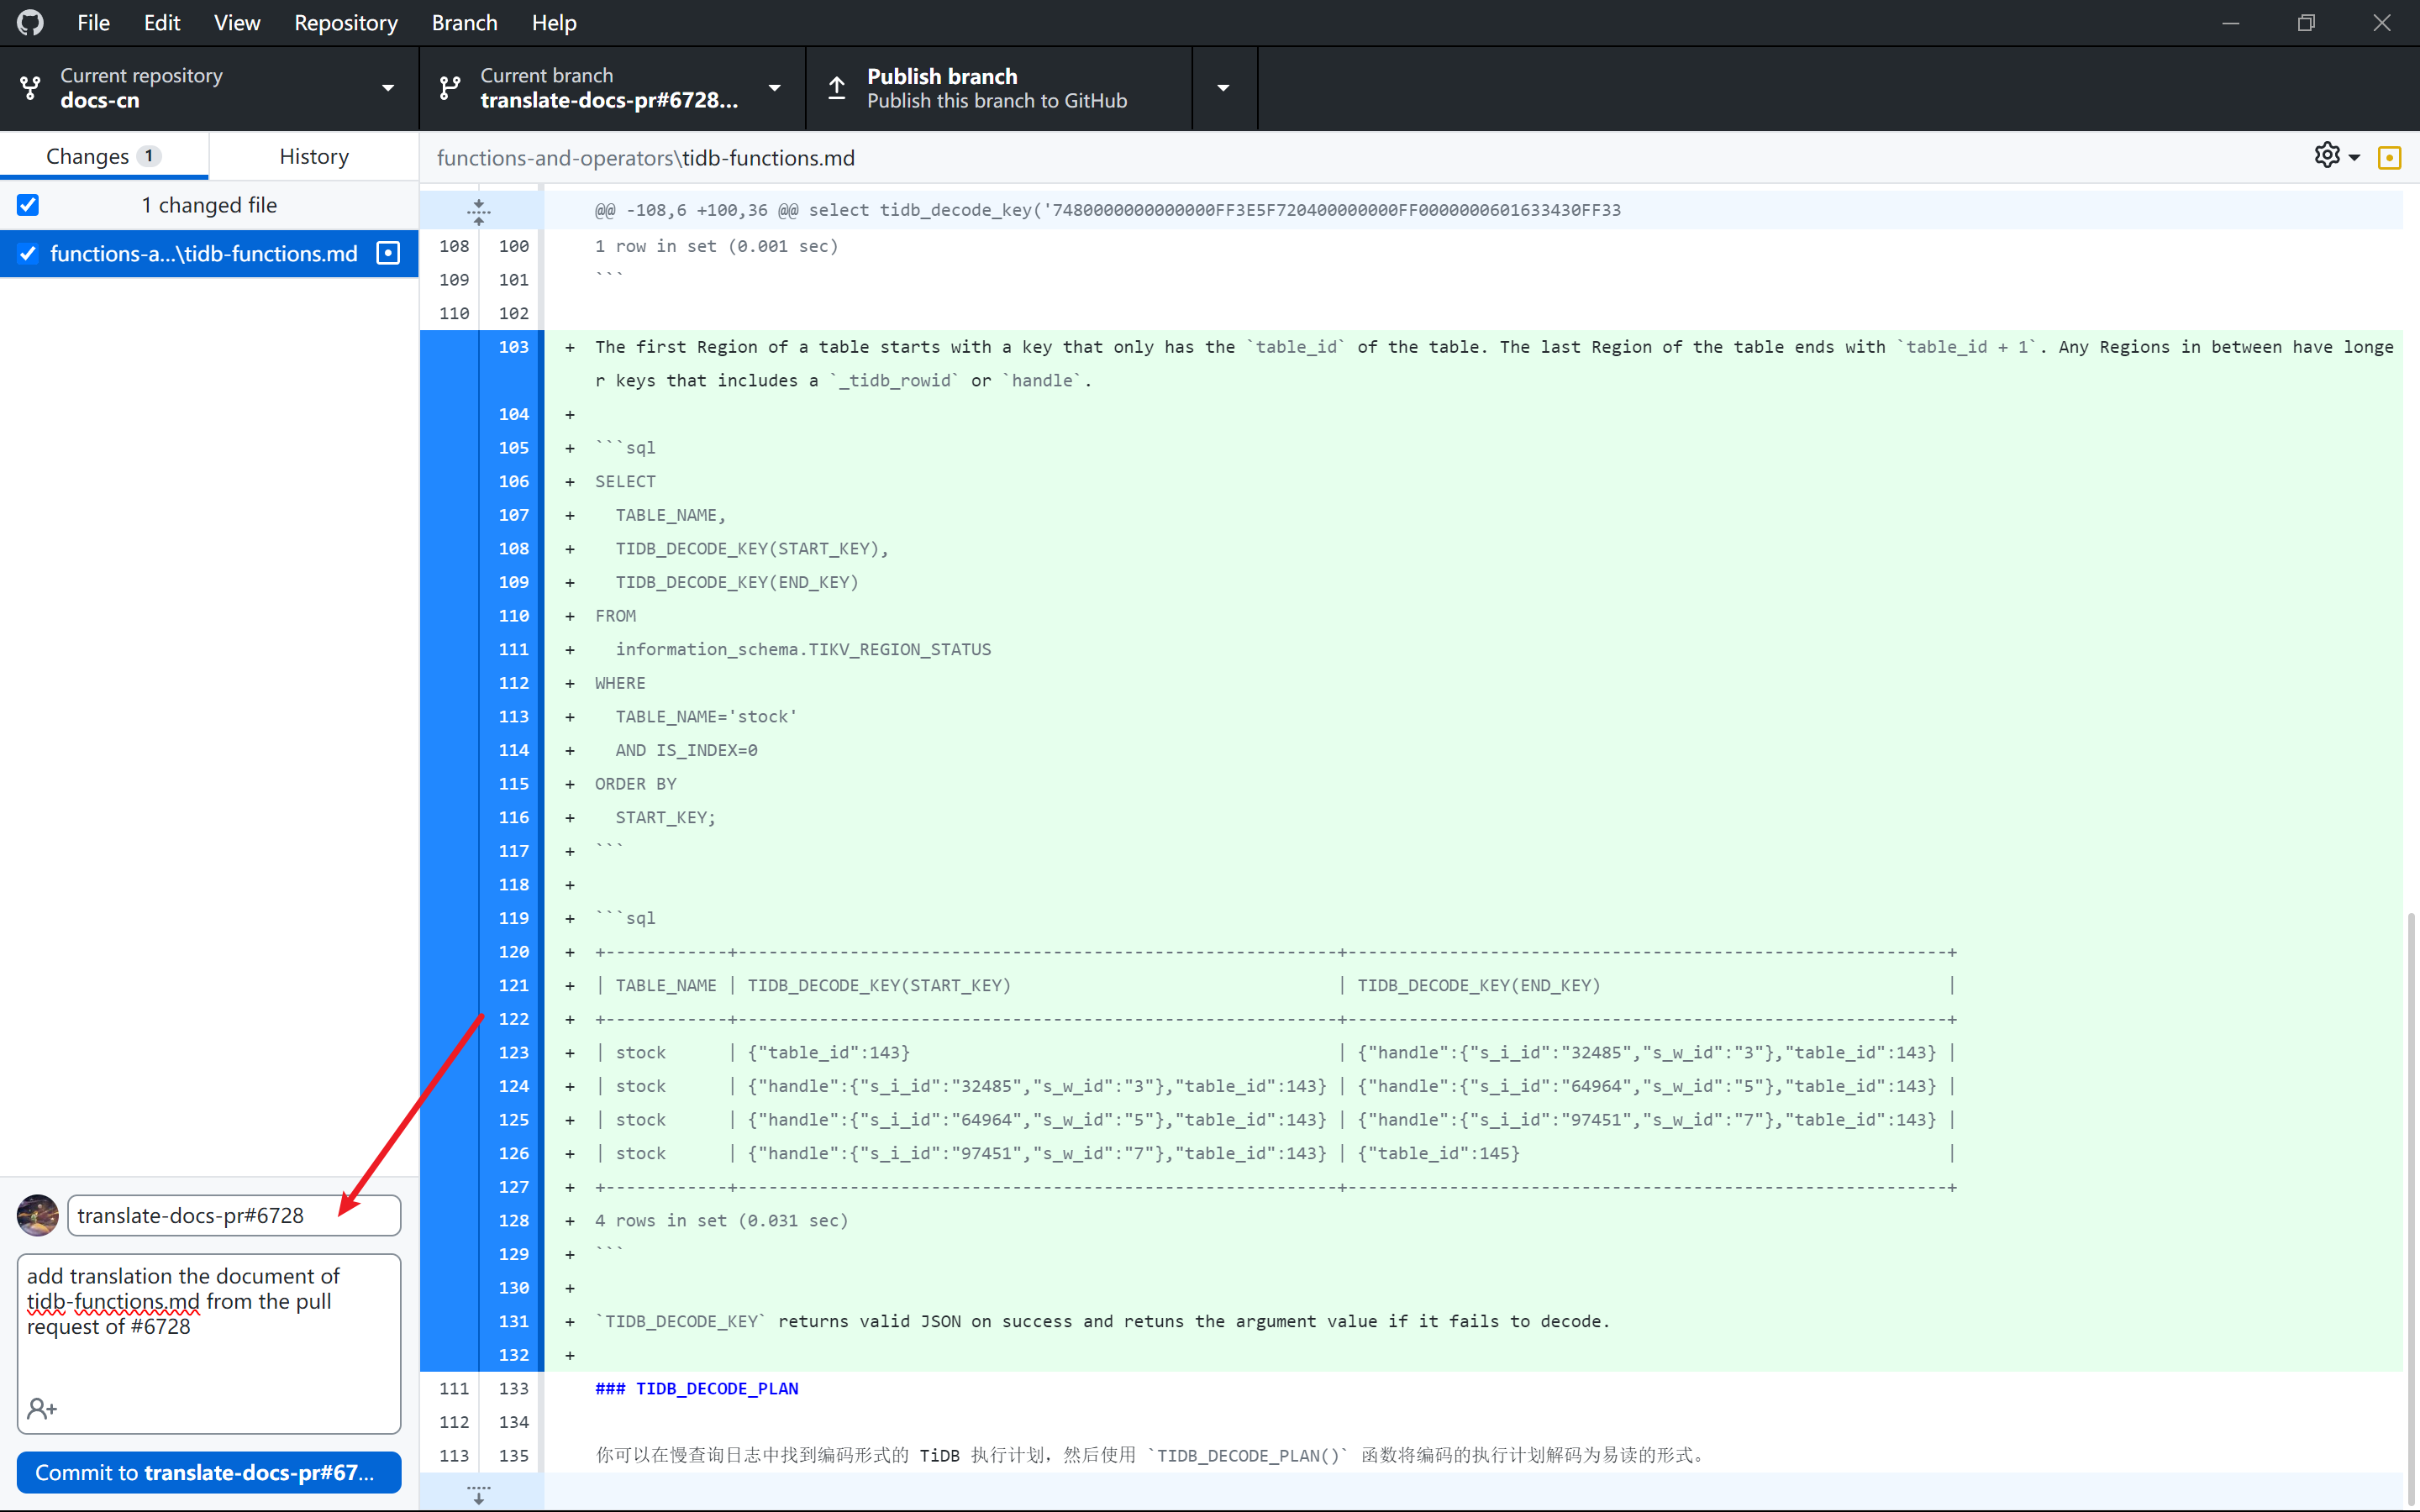 File Edit View Repository Branch Help
Current repository
docs-cn
Current branch
translate-docs-pr#6728...
Publish branch
Publish this branch to GitHub
Changes 1
History
1 changed file
functions-a...\tidb-functions.md
functions-and-operators\tidb-functions.md
@@ -108,6 +100,36 @@ select tidb_decode_key('7480000000000000FF3E5F720400000000FF0000000601633430FF33
108 100 1 row in set (0.001 sec)
109 101 ```
110 102
103 + The first Region of a table starts with a key that only has the `table_id` of the table. The last Region of the table ends with `table_id + 1`. Any Regions in between have longe
r keys that includes a `_tidb_rowid` or `handle`.
104 +
105 + ```sql
106 + SELECT
107 + TABLE_NAME,
108 + TIDB_DECODE_KEY(START_KEY),
109 + TIDB_DECODE_KEY(END_KEY)
110 + FROM
111 + information_schema.TIKV_REGION_STATUS
112 + WHERE
113 + TABLE_NAME='stock'
114 + AND IS_INDEX=0
115 + ORDER BY
116 + START_KEY;
117 + ```
118 +
119 + ```sql
120 + +------------+-----------------------------------------------------------+-----------------------------------------------------------+
121 + | TABLE_NAME | TIDB_DECODE_KEY(START_KEY) | TIDB_DECODE_KEY(END_KEY) |
122 + +------------+-----------------------------------------------------------+-----------------------------------------------------------+
123 + | stock | {"table_id":143} | {"handle":{"s_i_id":"32485","s_w_id":"3"},"table_id":143} |
124 + | stock | {"handle":{"s_i_id":"32485","s_w_id":"3"},"table_id":143} | {"handle":{"s_i_id":"64964","s_w_id":"5"},"table_id":143} |
125 + | stock | {"handle":{"s_i_id":"64964","s_w_id":"5"},"table_id":143} | {"handle":{"s_i_id":"97451","s_w_id":"7"},"table_id":143} |
126 + | stock | {"handle":{"s_i_id":"97451","s_w_id":"7"},"table_id":143} | {"table_id":145} |
127 + +------------+-----------------------------------------------------------+-----------------------------------------------------------+
128 + 4 rows in set (0.031 sec)
129 + ```
130 +
131 + `TIDB_DECODE_KEY` returns valid JSON on success and retuns the argument value if it fails to decode.
132 +
111 133 ### TIDB_DECODE_PLAN
112 134
113 135 你可以在慢查询日志中找到编码形式的 TiDB 执行计划，然后使用 `TIDB_DECODE_PLAN()` 函数将编码的执行计划解码为易读的形式。
translate-docs-pr#6728
add translation the document of
tidb-functions.md from the pull
request of #6728
Commit to translate-docs-pr#67...